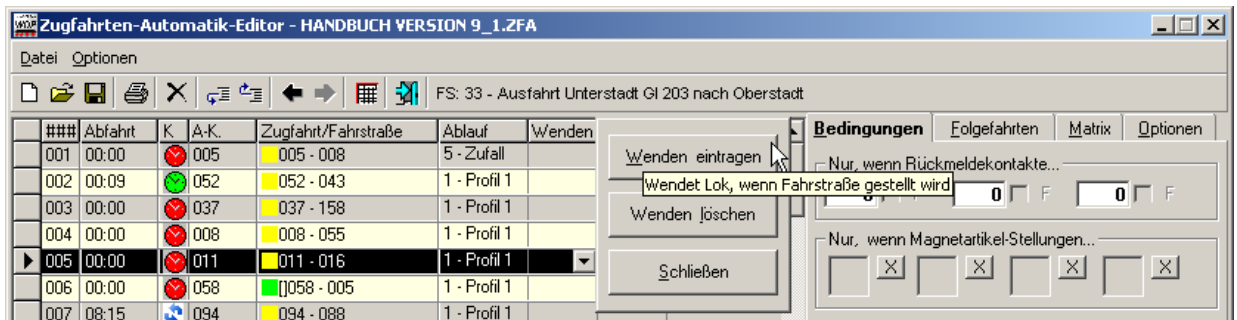 WDP Zugfahrten-Automatik-Editor - HANDBUCH VERSION 9_1.ZFA
Datei Optionen
FS: 33 - Ausfahrt Unterstadt Gl 203 nach Oberstadt
### Abfahrt K. A-K. Zugfahrt/Fahrstraße Ablauf Wenden
001 00:00 005 005 - 008 5 - Zufall
002 00:09 052 052 - 043 1 - Profil 1
003 00:00 037 037 - 158 1 - Profil 1
004 00:00 008 008 - 055 1 - Profil 1
005 00:00 011 011 - 016 1 - Profil 1
006 00:00 058 []058 - 005 1 - Profil 1
007 08:15 094 094 - 088 1 - Profil 1
Wenden eintragen
Wendet Lok, wenn Fahrstraße gestellt wird
Wenden löschen
Schließen
Bedingungen Folgefahrten Matrix Optionen
Nur, wenn Rückmeldekontakte...
0 F 0 F
Nur, wenn Magnetartikel-Stellungen...
X X X X